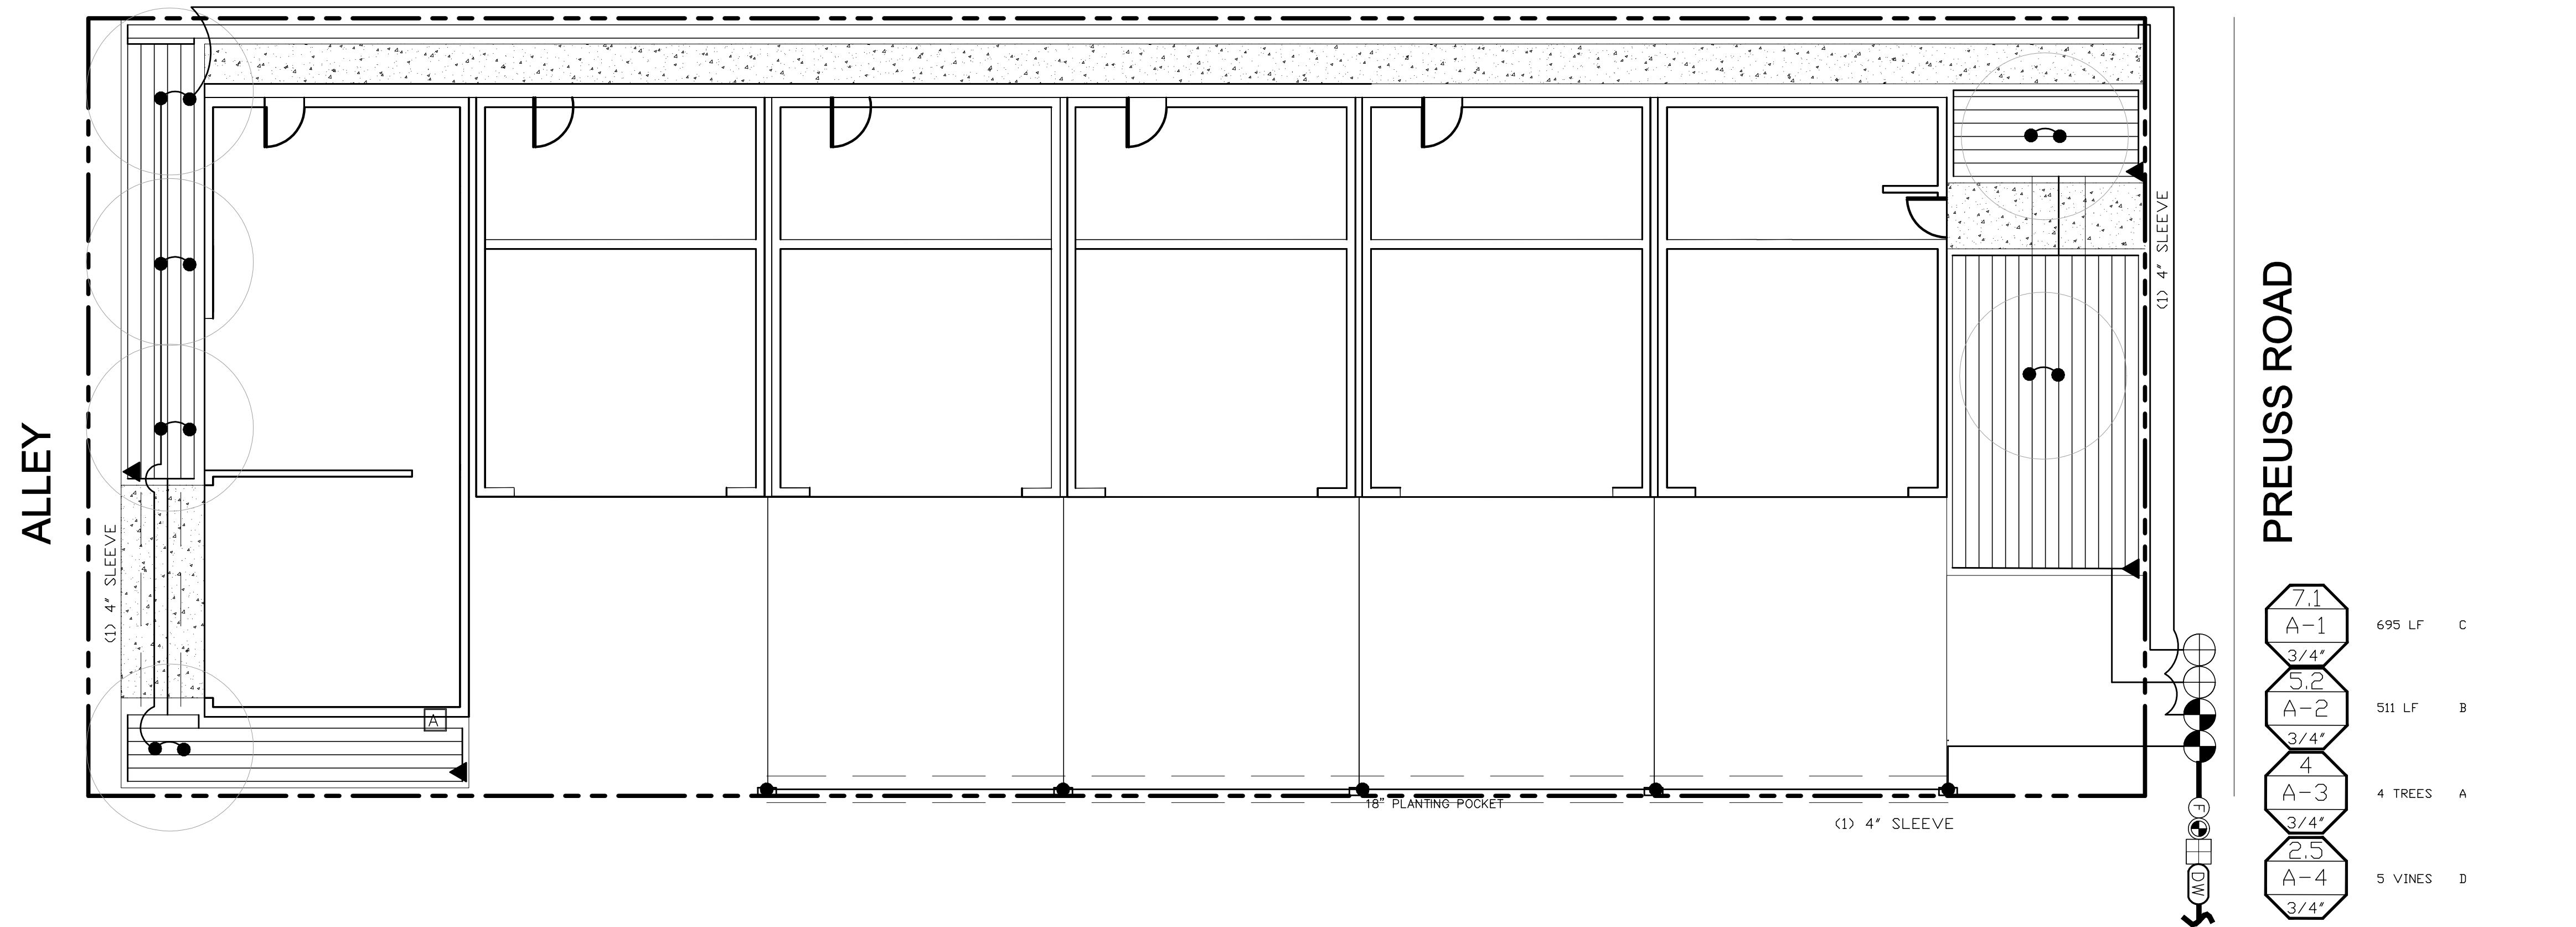 ALLEY
(1) 4" SLEEVE
A
18" PLANTING POCKET
(1) 4" SLEEVE
(1) 4" SLEEVE
PREUSS ROAD
F
DW
7.1
A-1 695 LF C
3/4"
5.2
A-2 511 LF B
3/4"
4
A-3 4 TREES A
3/4"
2.5
A-4 5 VINES D
3/4"